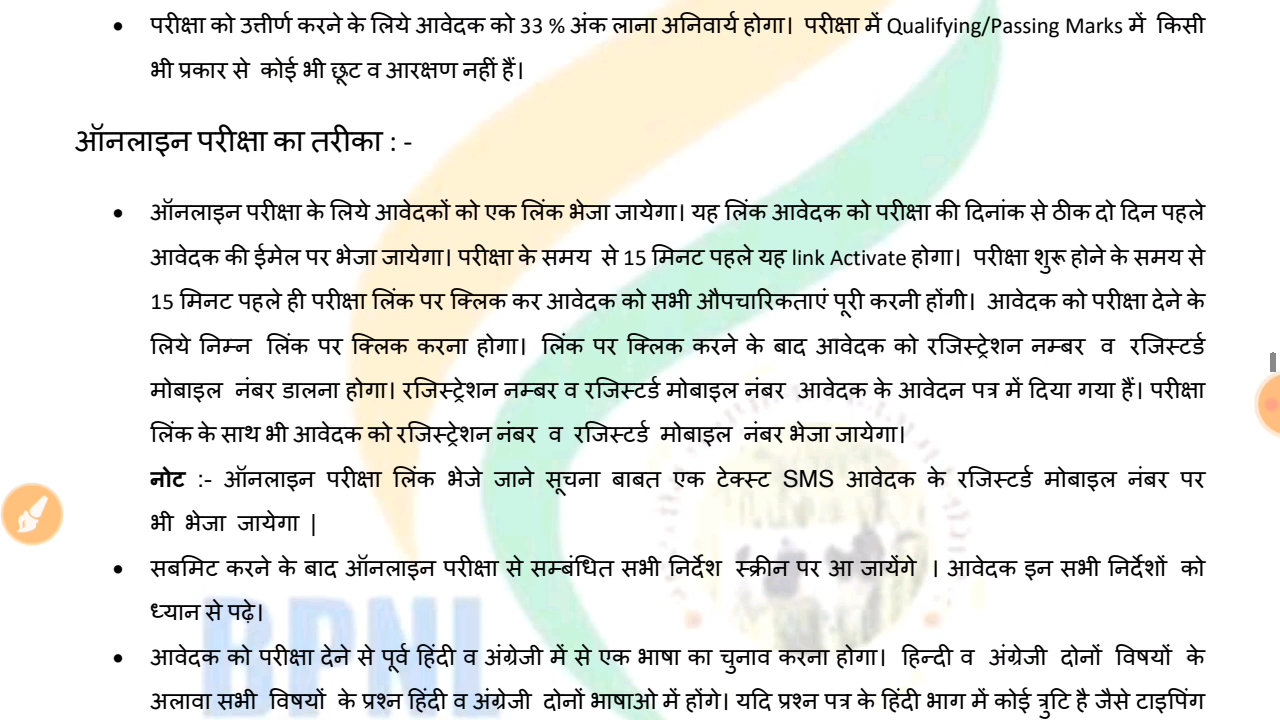 • परीक्षा को उत्तीर्ण करने के लिये आवेदक को 33 % अंक लाना अनिवार्य होगा। परीक्षा में Qualifying/Passing Marks में किसी
भी प्रकार से कोई भी छूट व आरक्षण नहीं हैं।
ऑनलाइन परीक्षा का तरीका : -
• ऑनलाइन परीक्षा के लिये आवेदकों को एक लिंक भेजा जायेगा। यह लिंक आवेदक को परीक्षा की दिनांक से ठीक दो दिन पहले
आवेदक की ईमेल पर भेजा जायेगा। परीक्षा के समय से 15 मिनट पहले यह link Activate होगा। परीक्षा शुरू होने के समय से
15 मिनट पहले ही परीक्षा लिंक पर क्लिक कर आवेदक को सभी औपचारिकताएं पूरी करनी होंगी। आवेदक को परीक्षा देने के
लिये निम्न लिंक पर क्लिक करना होगा। लिंक पर क्लिक करने के बाद आवेदक को रजिस्ट्रेशन नम्बर व रजिस्टर्ड
मोबाइल नंबर डालना होगा। रजिस्ट्रेशन नम्बर व रजिस्टर्ड मोबाइल नंबर आवेदक के आवेदन पत्र में दिया गया हैं। परीक्षा
लिंक के साथ भी आवेदक को रजिस्ट्रेशन नंबर व रजिस्टर्ड मोबाइल नंबर भेजा जायेगा।
नोट :- ऑनलाइन परीक्षा लिंक भेजे जाने सूचना बाबत एक टेक्स्ट SMS आवेदक के रजिस्टर्ड मोबाइल नंबर पर
भी भेजा जायेगा |
• सबमिट करने के बाद ऑनलाइन परीक्षा से सम्बंधित सभी निर्देश स्क्रीन पर आ जायेंगे । आवेदक इन सभी निर्देशों को
ध्यान से पढ़े।
• आवेदक को परीक्षा देने से पूर्व हिंदी व अंग्रेजी में से एक भाषा का चुनाव करना होगा। हिन्दी व अंग्रेजी दोनों विषयों के
अलावा सभी विषयों के प्रश्न हिंदी व अंग्रेजी दोनों भाषाओ में होंगे। यदि प्रश्न पत्र के हिंदी भाग में कोई त्रुटि है जैसे टाइपिंग
BPNL